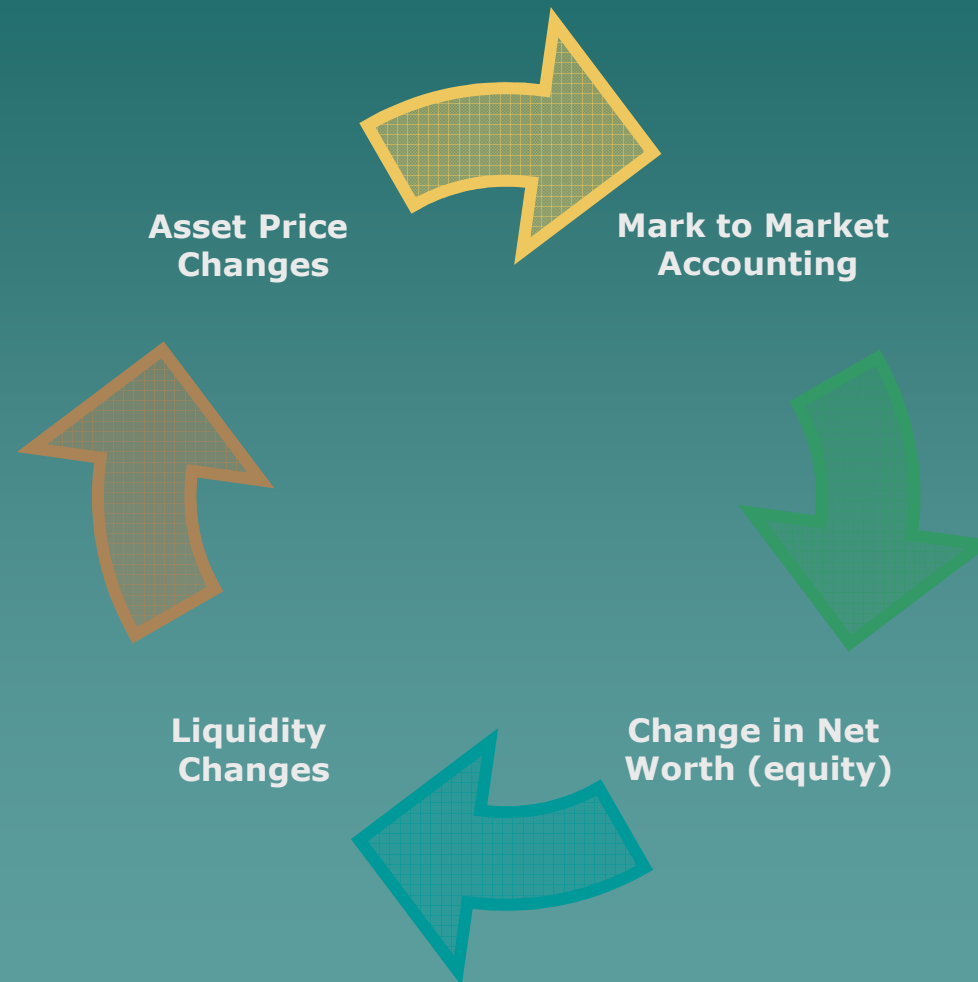 Asset Price
Changes
Mark to Market
Accounting
Change in Net
Worth (equity)
Liquidity
Changes